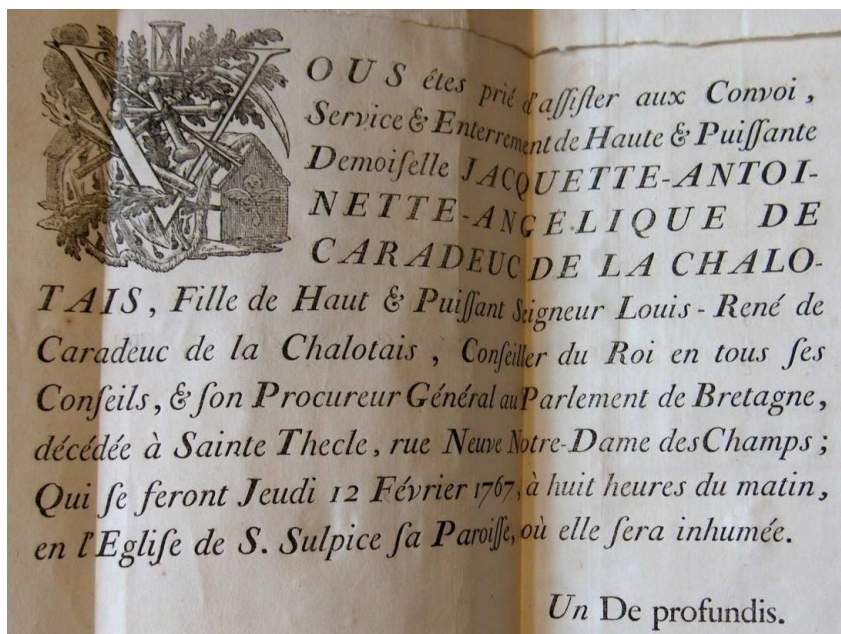 VOUS êtes prié d'aſſiſter aux Convoi,
Service & Enterrement de Haute & Puiſſante
Demoiſelle JACQUETTE-ANTOI-
NETTE-ANGÉLIQUE DE
CARADEUC DE LA CHALO-
TAIS, Fille de Haut & Puiſſant Seigneur Louis-René de
Caradeuc de la Chalotais, Conſeiller du Roi en tous ſes
Conſeils, & ſon Procureur Général au Parlement de Bretagne,
décédée à Sainte Thecle, rue Neuve Notre-Dame des Champs;
Qui ſe feront Jeudi 12 Février 1767, à huit heures du matin,
en l'Egliſe de S. Sulpice ſa Paroiſſe, où elle ſera inhumée.
Un De profundis.